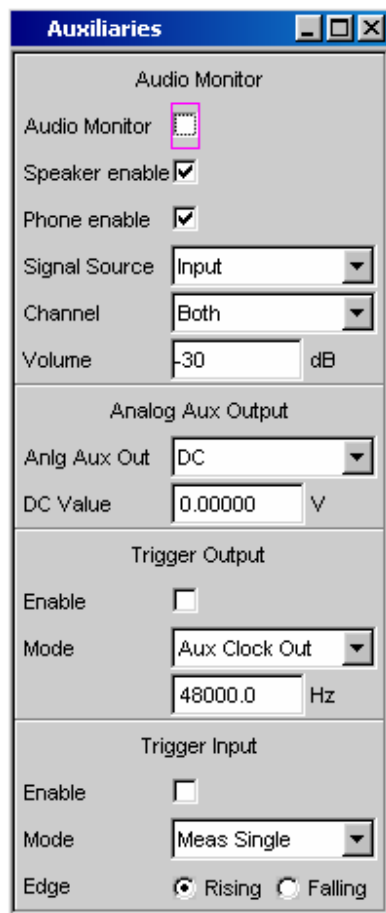 Auxiliaries
Audio Monitor
Audio Monitor
Speaker enable
Phone enable
Signal Source Input
Channel Both
Volume -30 dB
Analog Aux Output
Anlg Aux Out DC
DC Value 0.00000 V
Trigger Output
Enable
Mode Aux Clock Out
48000.0 Hz
Trigger Input
Enable
Mode Meas Single
Edge Rising Falling